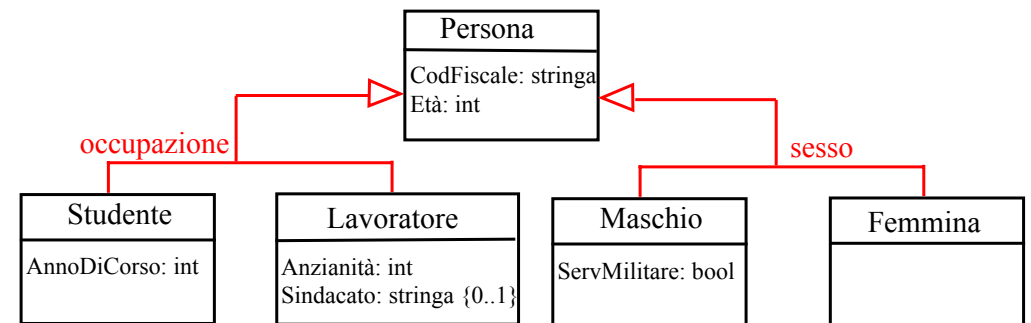 Persona
CodFiscale: stringa
Età: int
occupazione
sesso
Studente
AnnoDiCorso: int
Lavoratore
Anzianità: int
Sindacato: stringa {0..1}
Maschio
ServMilitare: bool
Femmina